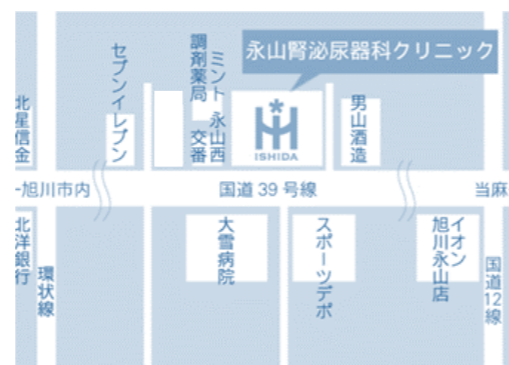 永山腎泌尿器科クリニック
セブンイレブン
ミント
調剤薬局
永山西
交番
ISHIDA
男山酒造
北星信金
-旭川市内
国道39号線
当麻
北洋銀行
環状線
大雪病院
スポーツデポ
イオン
旭川永山店
国道12線